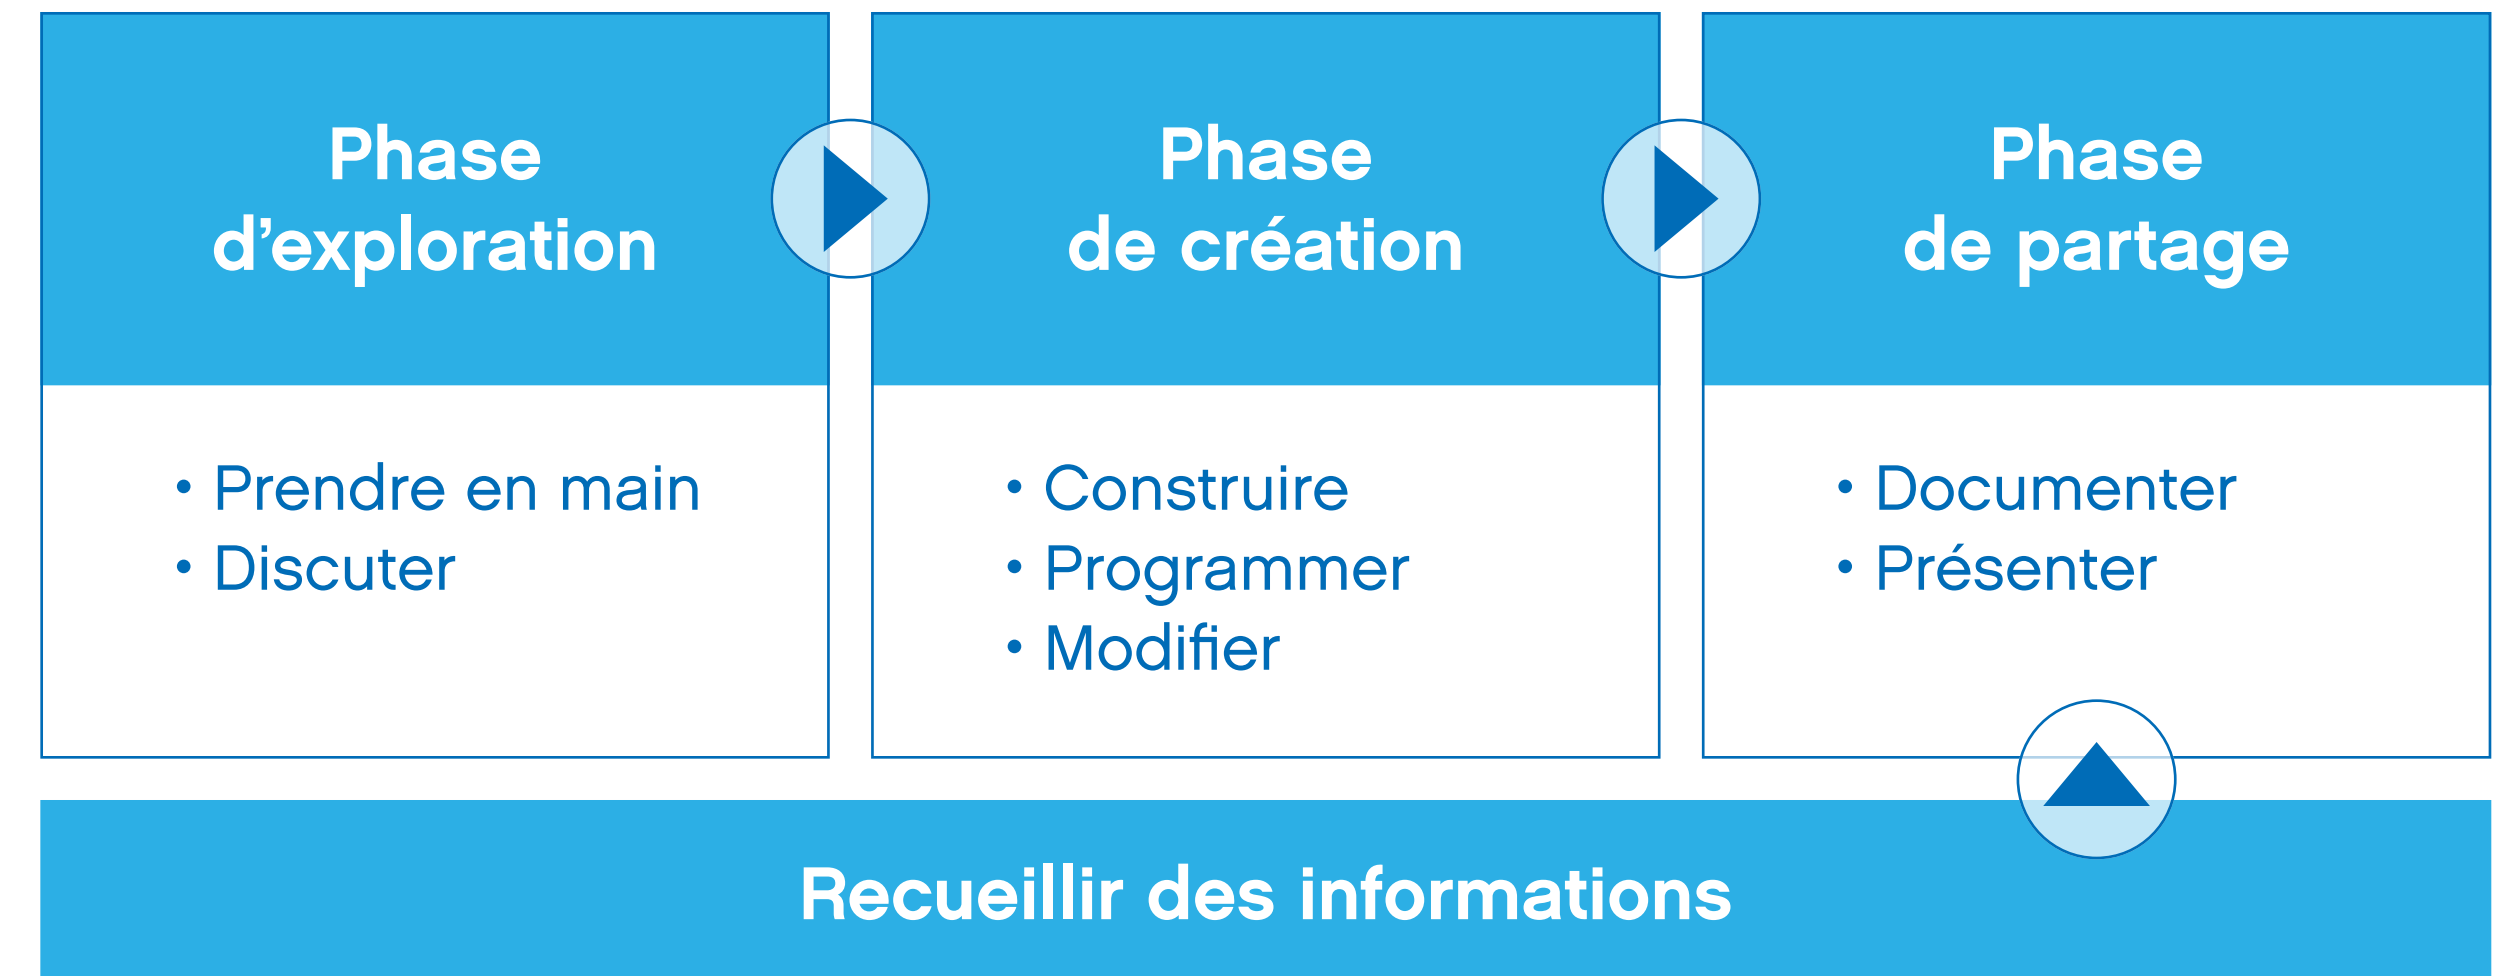 Phase
d'exploration
• Prendre en main
• Discuter
Phase
de création
• Construire
• Programmer
• Modifier
Phase
de partage
• Documenter
• Présenter
Recueillir des informations